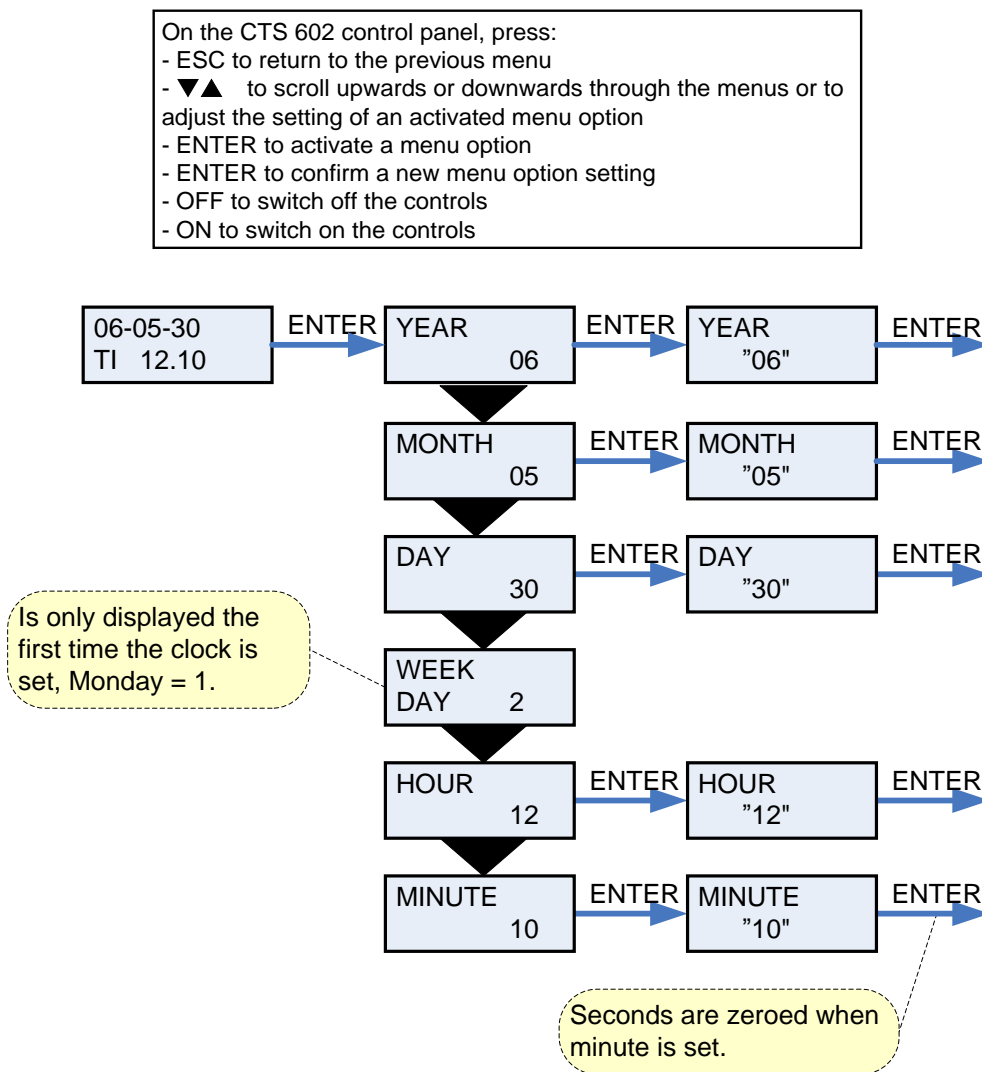 On the CTS 602 control panel, press:
- ESC to return to the previous menu
- ▼▲ to scroll upwards or downwards through the menus or to
adjust the setting of an activated menu option
- ENTER to activate a menu option
- ENTER to confirm a new menu option setting
- OFF to switch off the controls
- ON to switch on the controls
06-05-30
TI 12.10
ENTER
YEAR
06
ENTER
YEAR
”06"
ENTER
MONTH
05
ENTER
MONTH
”05"
ENTER
DAY
30
ENTER
DAY
”30"
ENTER
Is only displayed the
first time the clock is
set, Monday = 1.
WEEK
DAY 2
HOUR
12
ENTER
HOUR
”12"
ENTER
MINUTE
10
ENTER
MINUTE
”10"
ENTER
Seconds are zeroed when
minute is set.